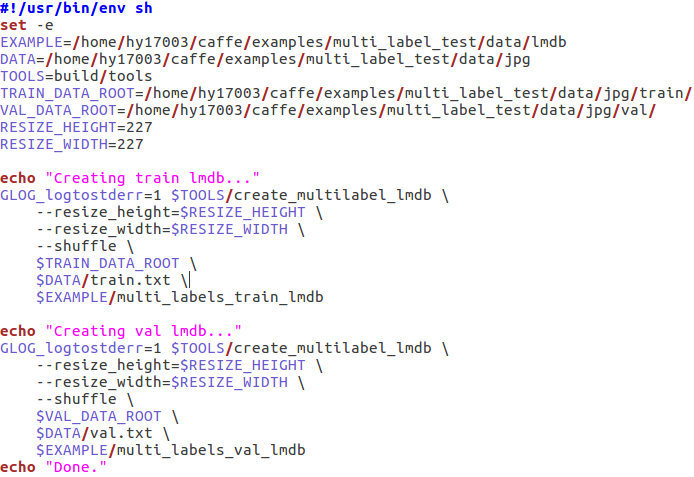 #!/usr/bin/env sh
set -e
EXAMPLE=/home/hy17003/caffe/examples/multi_label_test/data/lmdb
DATA=/home/hy17003/caffe/examples/multi_label_test/data/jpg
TOOLS=build/tools
TRAIN_DATA_ROOT=/home/hy17003/caffe/examples/multi_label_test/data/jpg/train/
VAL_DATA_ROOT=/home/hy17003/caffe/examples/multi_label_test/data/jpg/val/
RESIZE_HEIGHT=227
RESIZE_WIDTH=227

echo "Creating train lmdb..."
GLOG_logtostderr=1 $TOOLS/create_multilabel_lmdb \
    --resize_height=$RESIZE_HEIGHT \
    --resize_width=$RESIZE_WIDTH \
    --shuffle \
    $TRAIN_DATA_ROOT \
    $DATA/train.txt \
    $EXAMPLE/multi_labels_train_lmdb

echo "Creating val lmdb..."
GLOG_logtostderr=1 $TOOLS/create_multilabel_lmdb \
    --resize_height=$RESIZE_HEIGHT \
    --resize_width=$RESIZE_WIDTH \
    --shuffle \
    $VAL_DATA_ROOT \
    $DATA/val.txt \
    $EXAMPLE/multi_labels_val_lmdb
echo "Done."